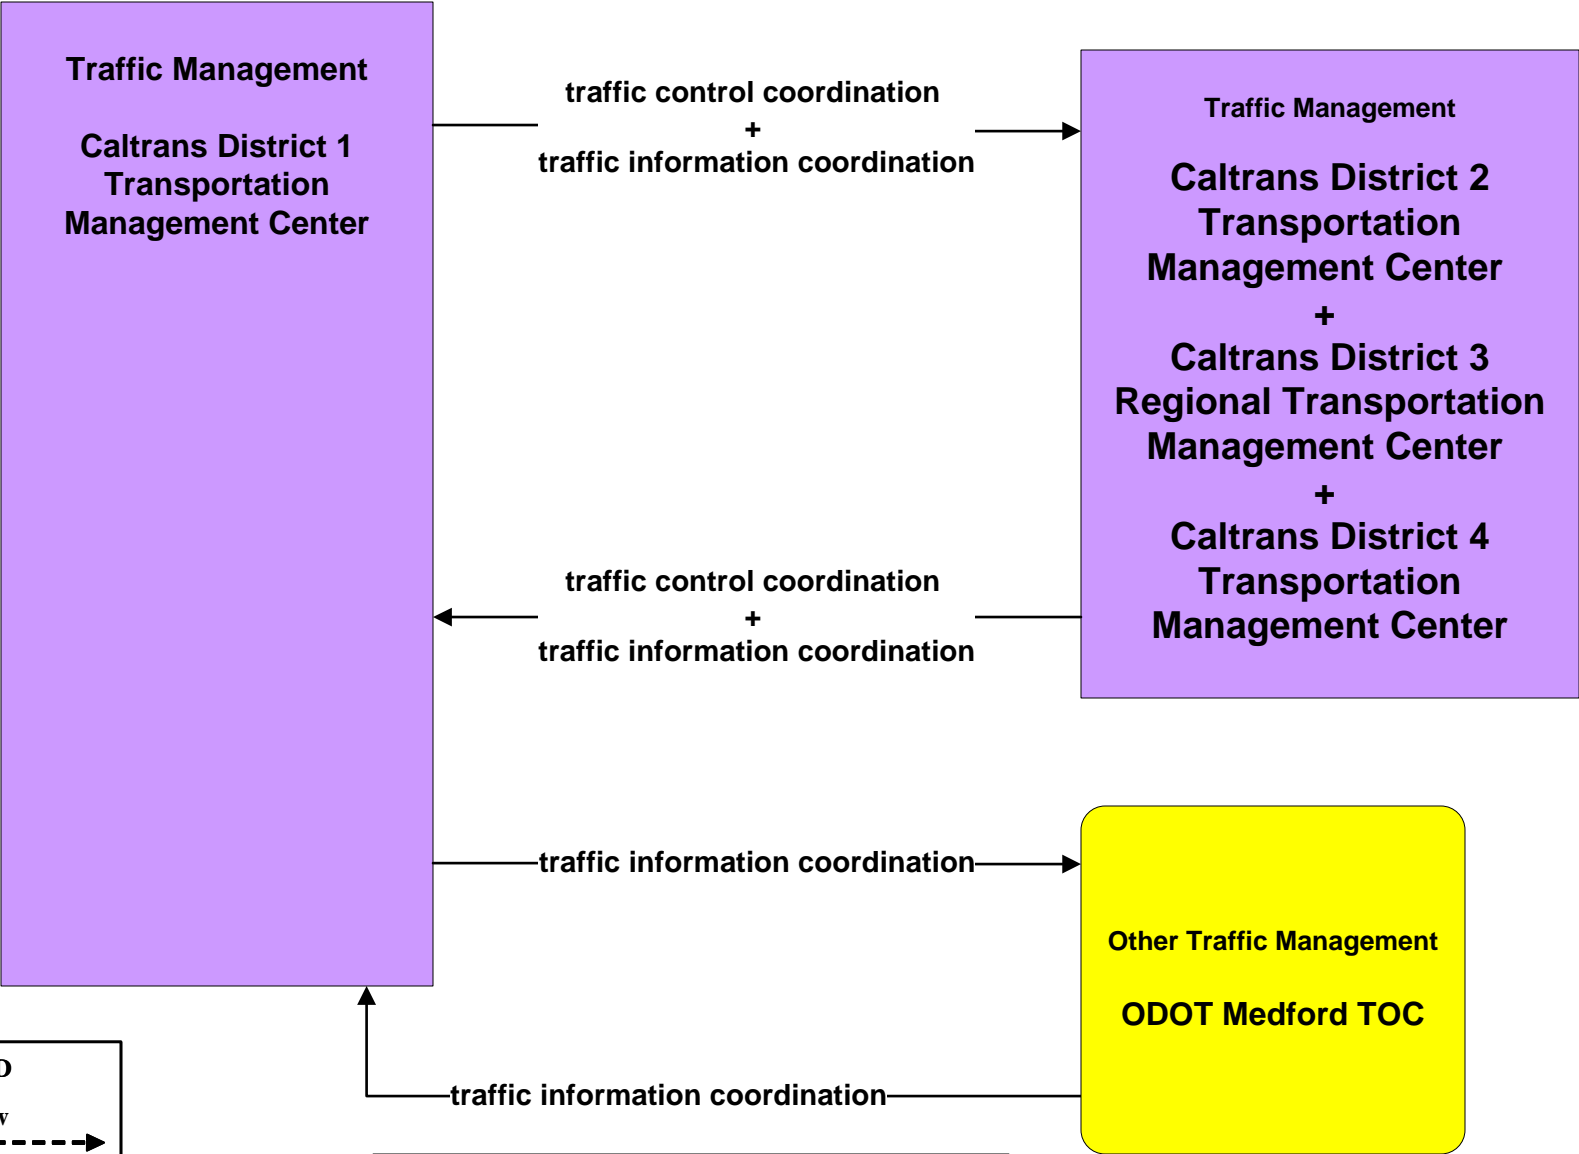 Traffic Management
Caltrans District 1
Transportation
Management Center
traffic control coordination
+
traffic information coordination
Traffic Management
Caltrans District 2
Transportation
Management Center
+
Caltrans District 3
Regional Transportation
Management Center
+
Caltrans District 4
Transportation
Management Center
traffic control coordination
+
traffic information coordination
traffic information coordination
Other Traffic Management
ODOT Medford TOC
traffic information coordination